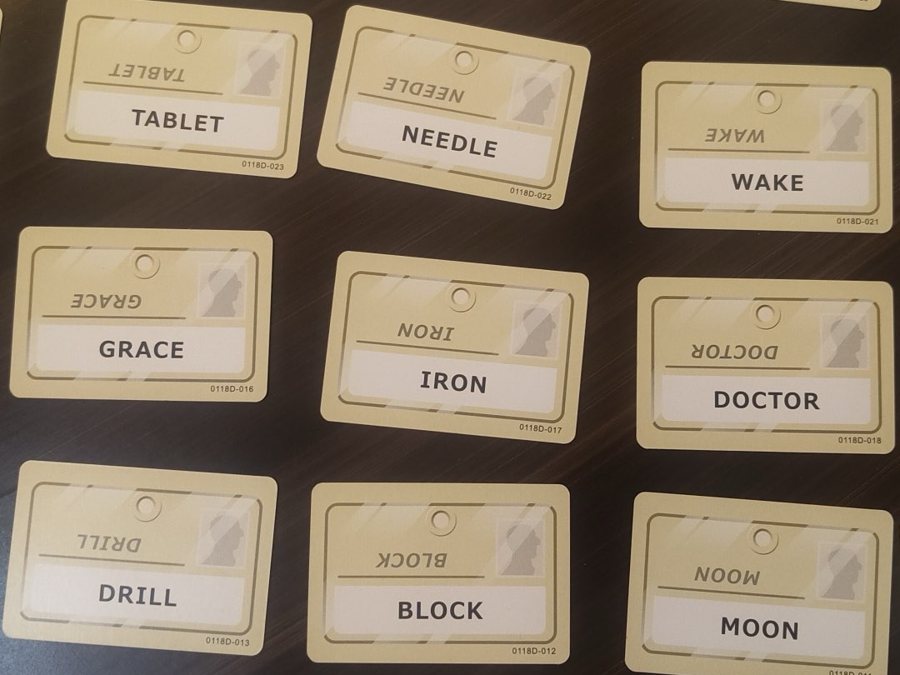 TABLET
TABLET
0118D-023
NEEDLE
NEEDLE
0118D-022
WAKE
WAKE
0118D-021
GRACE
GRACE
0118D-016
IRON
IRON
0118D-017
DOCTOR
DOCTOR
0118D-018
DRILL
DRILL
0118D-013
BLOCK
BLOCK
0118D-012
MOON
MOON